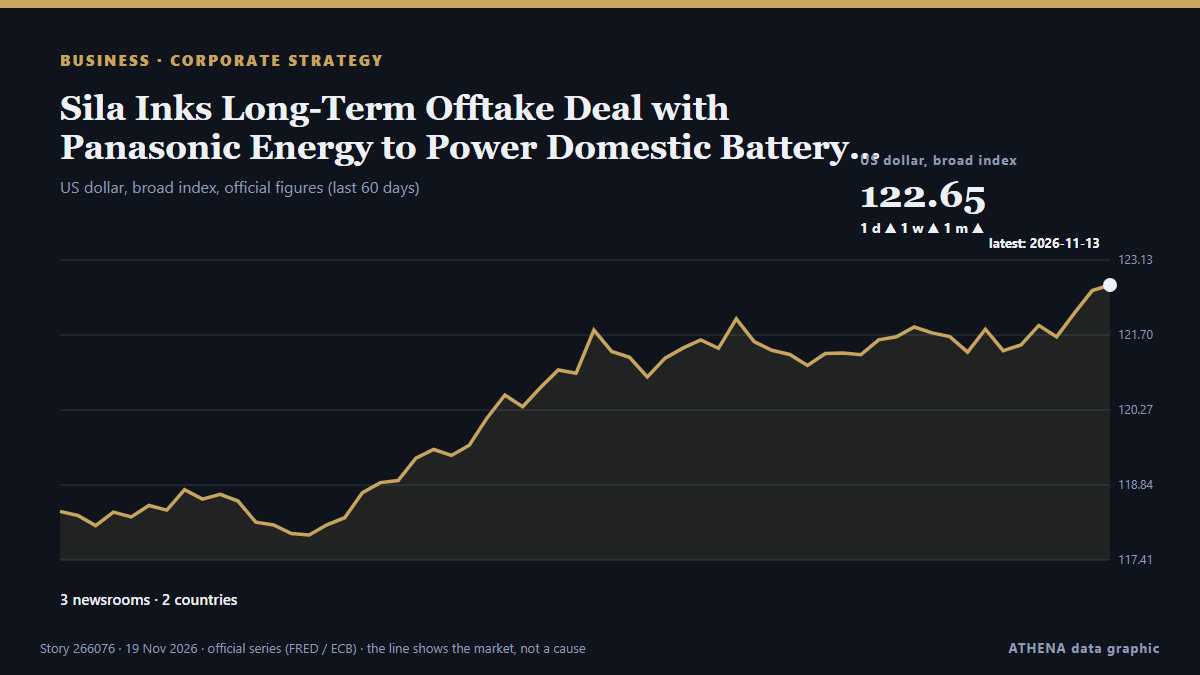 BUSINESS · CORPORATE STRATEGY
Sila Inks Long-Term Offtake Deal with
Panasonic Energy to Power Domestic Battery...
US dollar, broad index, official figures (last 60 days)
US dollar, broad index
122.65
1 d ▲ 1 w ▲ 1 m ▲
latest: 2026-11-13
123.13
121.70
120.27
118.84
117.41
3 newsrooms · 2 countries
Story 266076 · 19 Nov 2026 · official series (FRED / ECB) · the line shows the market, not a cause
ATHENA data graphic